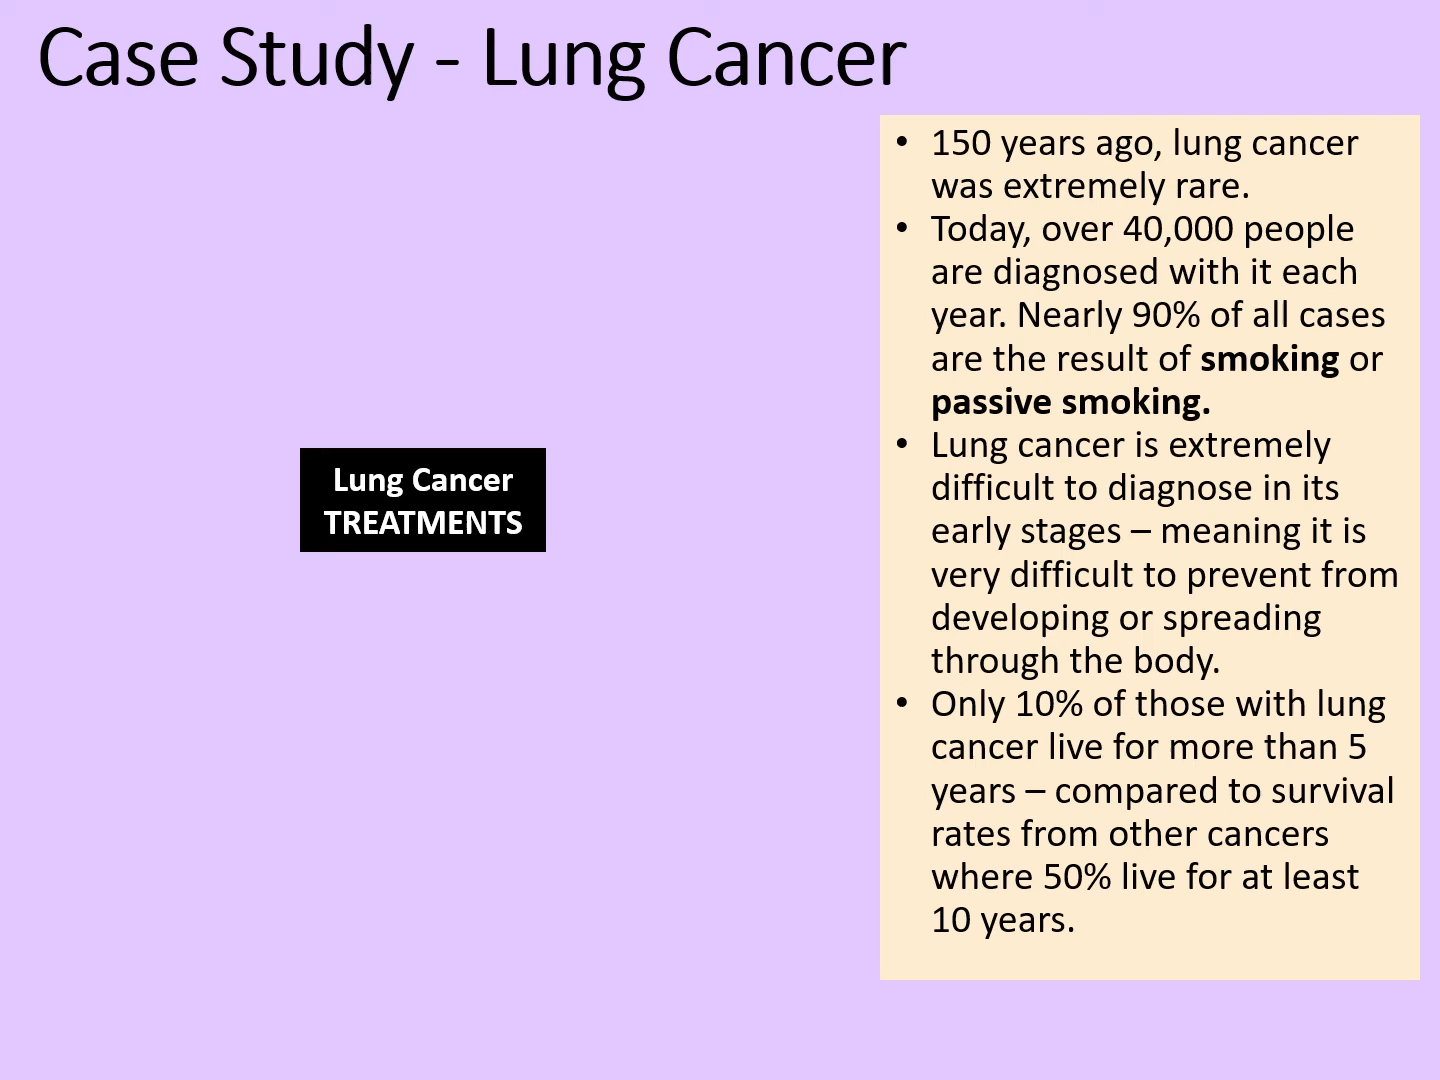 Case Study - Lung Cancer
Lung Cancer
TREATMENTS
• 150 years ago, lung cancer
was extremely rare.
• Today, over 40,000 people
are diagnosed with it each
year. Nearly 90% of all cases
are the result of smoking or
passive smoking.
• Lung cancer is extremely
difficult to diagnose in its
early stages – meaning it is
very difficult to prevent from
developing or spreading
through the body.
• Only 10% of those with lung
cancer live for more than 5
years – compared to survival
rates from other cancers
where 50% live for at least
10 years.